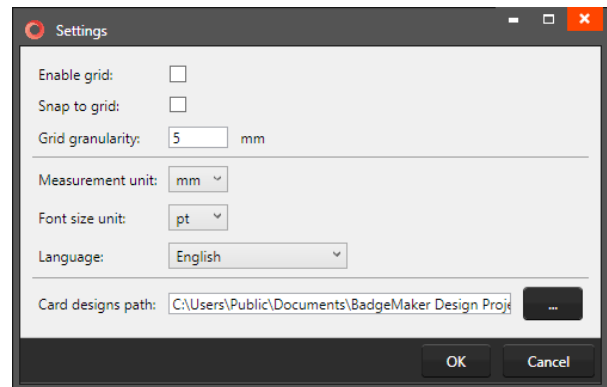 Settings
Enable grid:
Snap to grid:
Grid granularity: 5 mm
Measurement unit: mm
Font size unit: pt
Language: English
Card designs path: C:\Users\Public\Documents\BadgeMaker Design Proje ...
OK Cancel